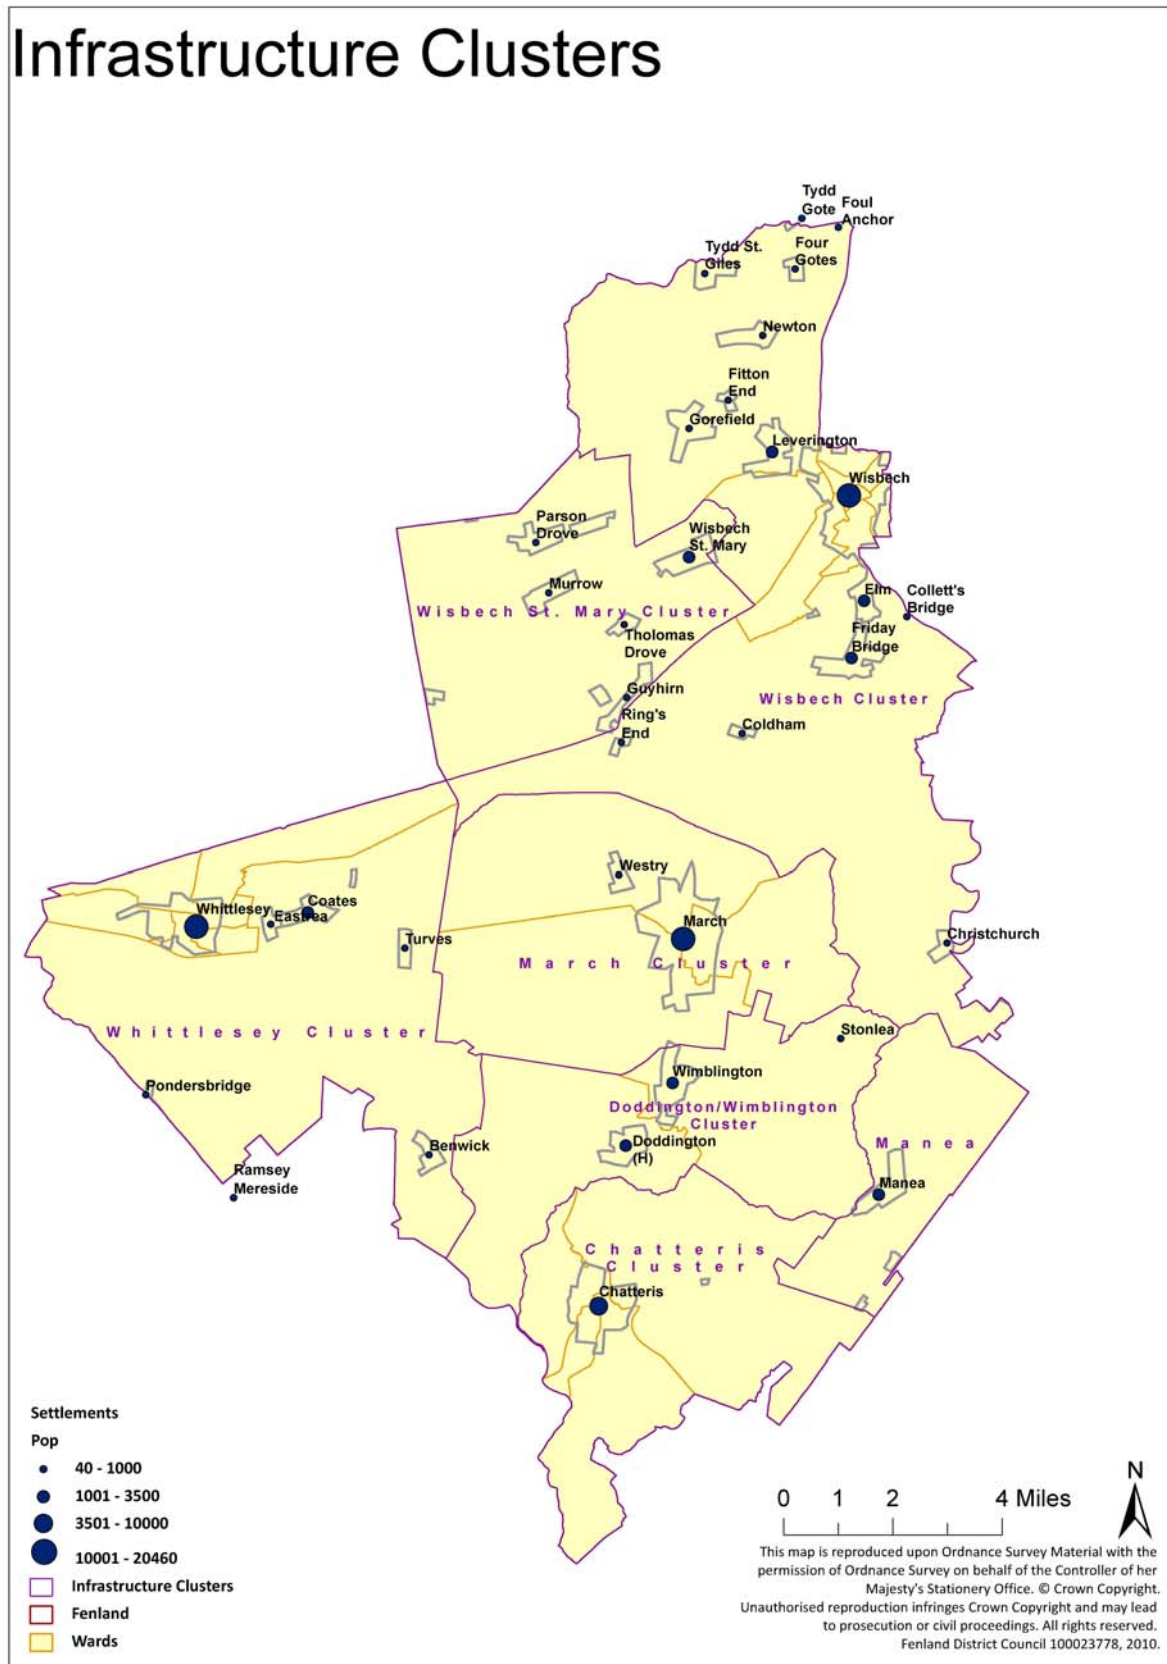 Infrastructure Clusters
Tydd
Gote
Foul
Anchor
Tydd St.
Giles
Four
Gotes
Newton
Fitton
End
Gorefield
Leverington
Wisbech
Parson
Drove
Wisbech
St. Mary
Murrow
Elm
Collett's
Bridge
Wisbech St. Mary Cluster
Tholomas
Drove
Friday
Bridge
Guyhirn
Wisbech Cluster
Ring's
End
Coldham
Westry
Whittlesey
Eastrea
Coates
March
Turves
Christchurch
March Cluster
Whittlesey Cluster
Stonlea
Pondersbridge
Wimblington
Doddington/Wimblington
Cluster
Benwick
Doddington
(H)
Manea
Ramsey
Mereside
Manea
Chatteris
Cluster
Chatteris
Settlements
Pop
40 - 1000
1001 - 3500
3501 - 10000
10001 - 20460
Infrastructure Clusters
Fenland
Wards
N
0 1 2 4 Miles
This map is reproduced upon Ordnance Survey Material with the
permission of Ordnance Survey on behalf of the Controller of her
Majesty's Stationery Office. © Crown Copyright.
Unauthorised reproduction infringes Crown Copyright and may lead
to prosecution or civil proceedings. All rights reserved.
Fenland District Council 100023778, 2010.